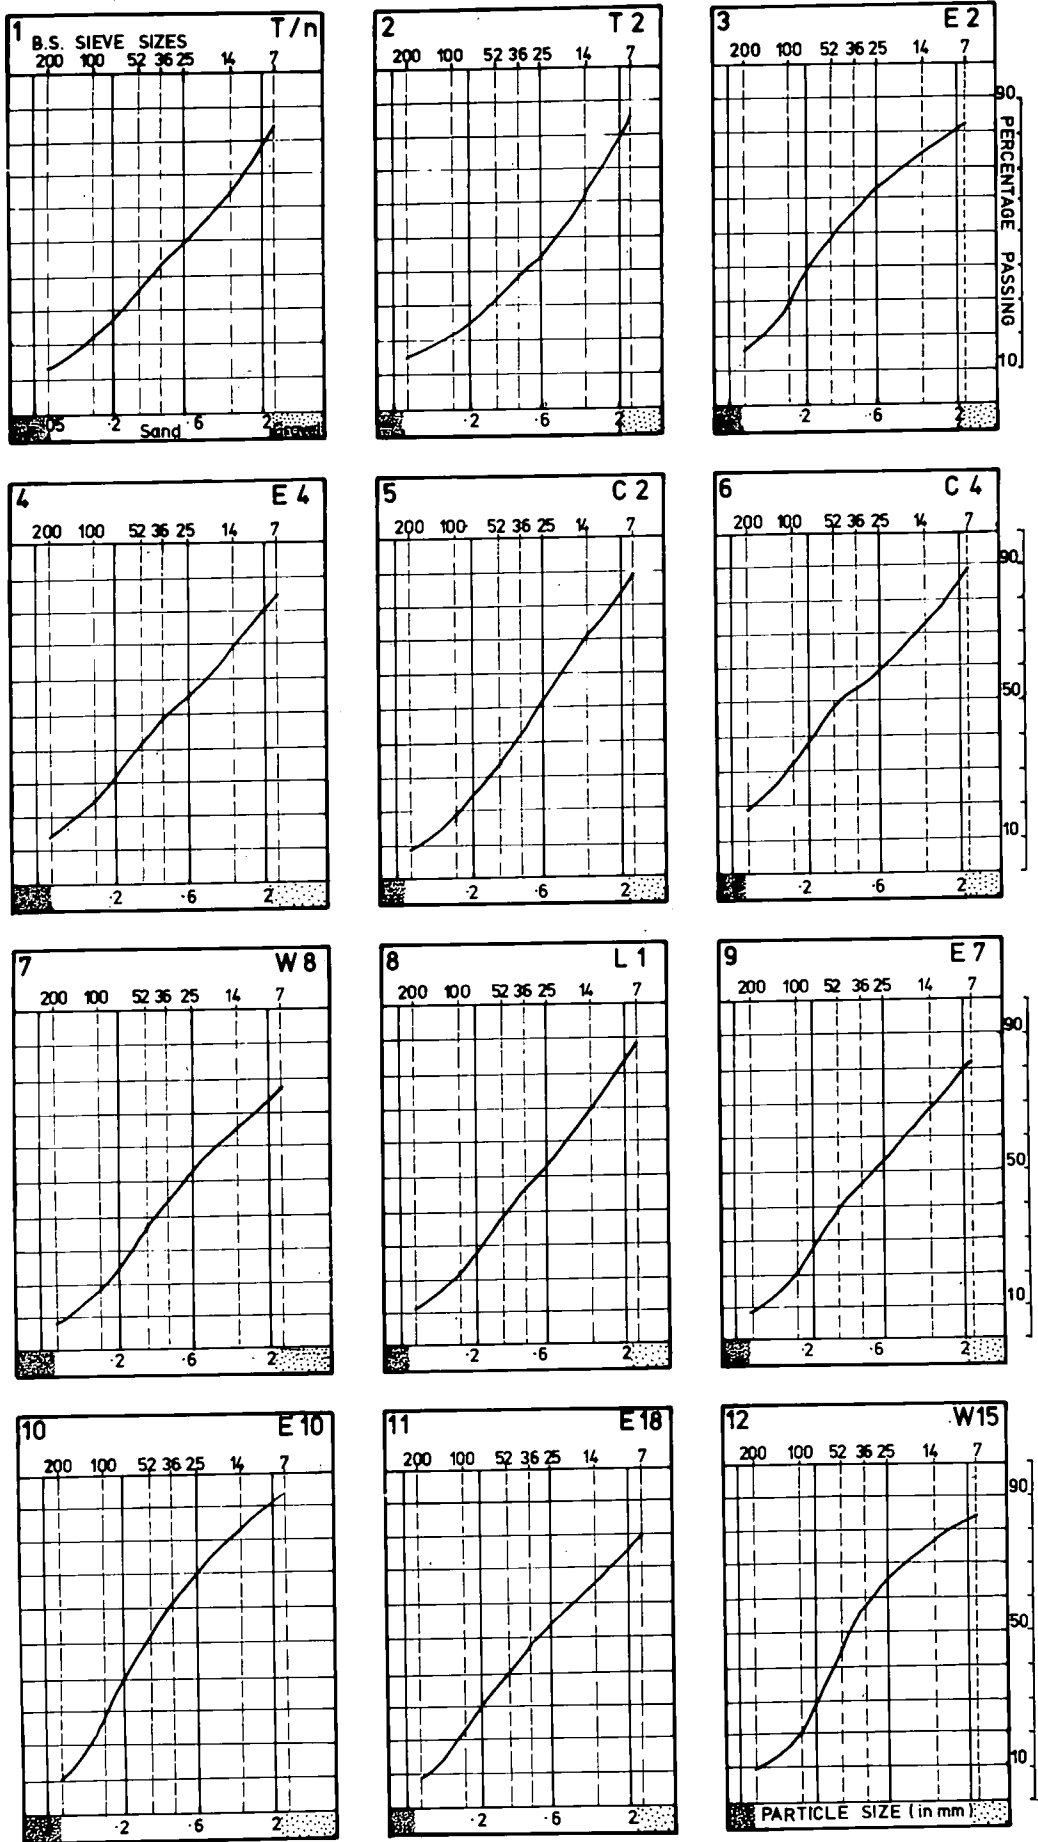 1 T/n
B.S. SIEVE SIZES
200 100 52 36 25 14 7
05 .2 .6 2
Sand
2 T 2
200 100 52 36 25 14 7
.2 .6 2
3 E 2
200 100 52 36 25 14 7
90
PERCENTAGE PASSING
10
.2 .6 2
4 E 4
200 100 52 36 25 14 7
.2 .6 2
5 C 2
200 100 52 36 25 14 7
.2 .6 2
6 C 4
200 100 52 36 25 14 7
90
50
10
.2 .6 2
7 W 8
200 100 52 36 25 14 7
.2 .6 2
8 L 1
200 100 52 36 25 14 7
.2 .6 2
9 E 7
200 100 52 36 25 14 7
90
50
10
.2 .6 2
10 E 10
200 100 52 36 25 14 7
.2 .6 2
11 E 18
200 100 52 36 25 14 7
.2 .6 2
12 W15
200 100 52 36 25 14 7
90
50
10
PARTICLE SIZE (in mm)